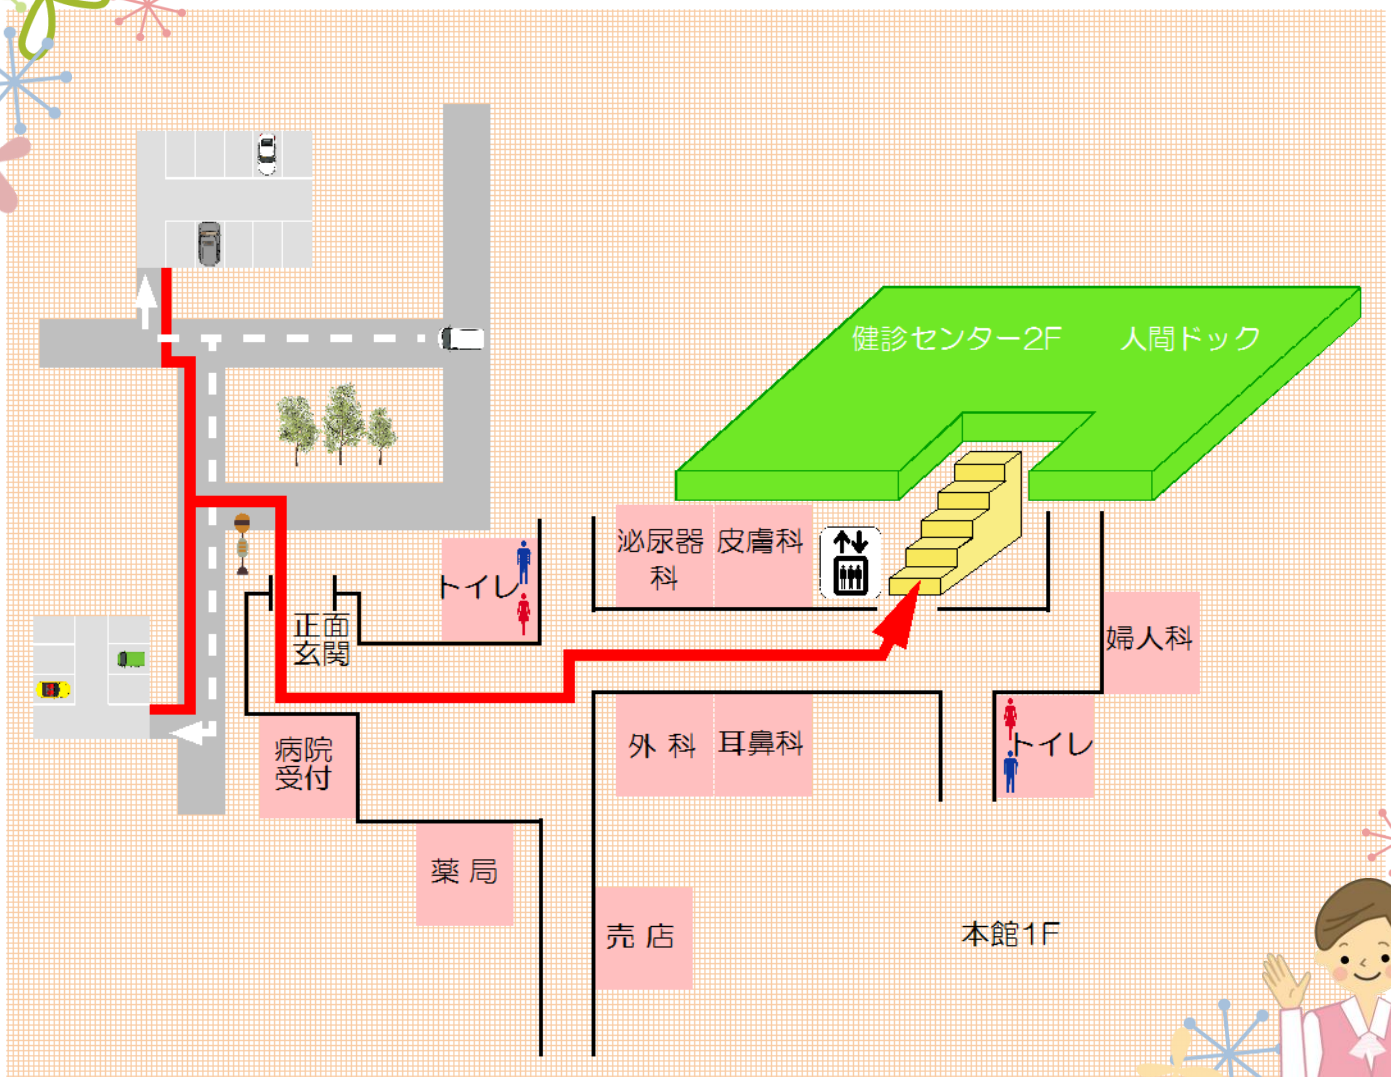 健診センター2F 人間ドック
泌尿器
科
皮膚科
トイレ
正面
玄関
婦人科
外 科
耳鼻科
トイレ
病院
受付
薬 局
売 店
本館1F